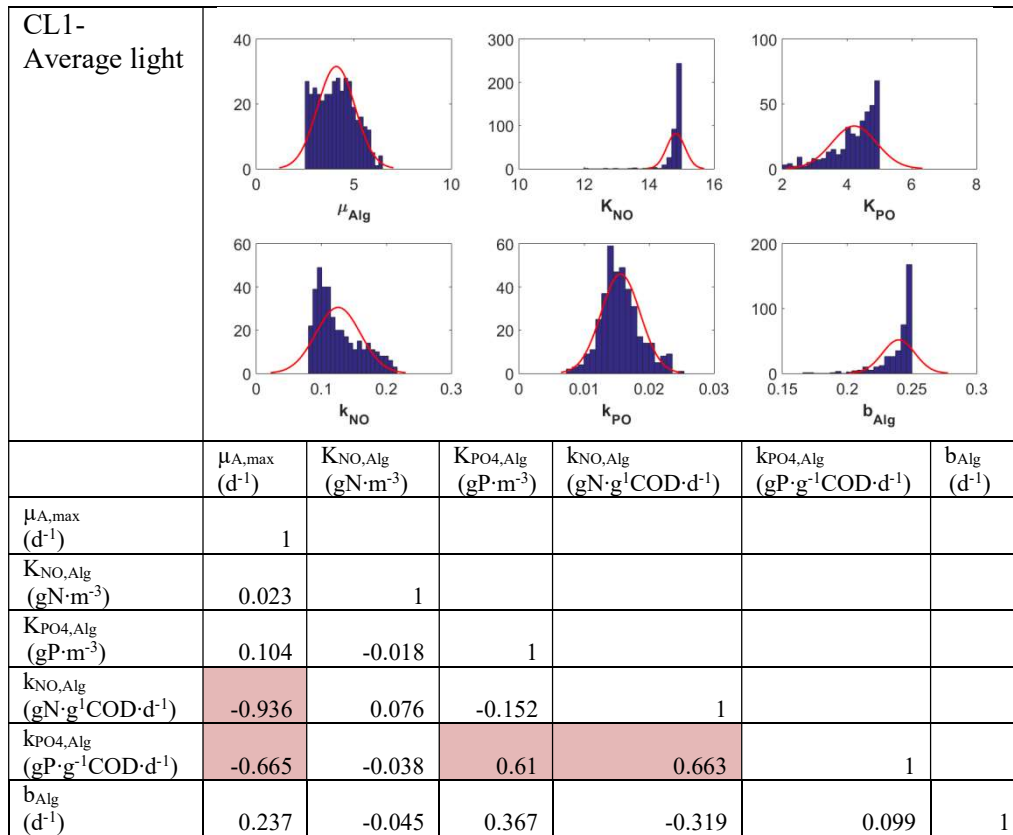 CL1-
Average light
40
20
0
0
5
10
μAlg
300
200
100
0
10
12
14
16
KNO
100
50
0
2
4
6
8
KPO
60
40
20
0
0
0.1
0.2
0.3
kNO
60
40
20
0
0
0.01
0.02
0.03
kPO
200
100
0
0.15
0.2
0.25
0.3
bAlg
μA,max KNO,Alg KPO4,Alg kNO,Alg kPO4,Alg bAlg
(d-1) (gN·m-3) (gP·m-3) (gN·g1COD·d-1) (gP·g-1COD·d-1) (d-1)
μA,max
(d-1) 1
KNO,Alg
(gN·m-3) 0.023 1
KPO4,Alg
(gP·m-3) 0.104 -0.018 1
kNO,Alg
(gN·g1COD·d-1) -0.936 0.076 -0.152 1
kPO4,Alg
(gP·g-1COD·d-1) -0.665 -0.038 0.61 0.663 1
bAlg
(d-1) 0.237 -0.045 0.367 -0.319 0.099 1